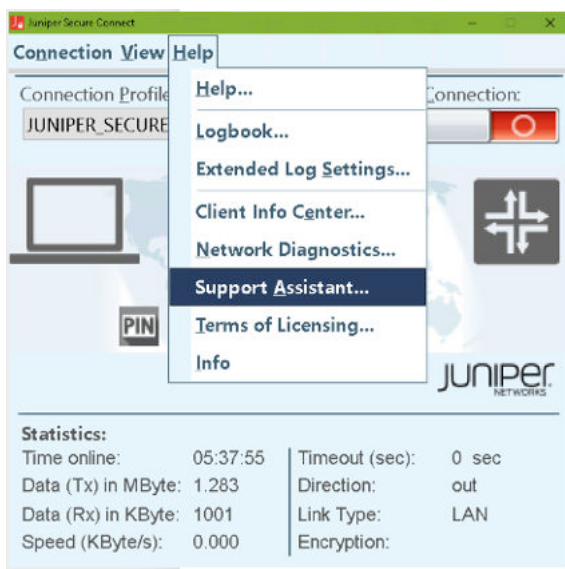 Juniper Secure Connect
Connection View Help
Connection Profile
Connection:
JUNIPER_SECURE
Help...
Logbook...
Extended Log Settings...
Client Info Center...
Network Diagnostics...
Support Assistant...
Terms of Licensing...
Info
PIN
JUNIPER
NETWORKS
Statistics:
Time online: 05:37:55 Timeout (sec): 0 sec
Data (Tx) in MByte: 1.283 Direction: out
Data (Rx) in KByte: 1001 Link Type: LAN
Speed (KByte/s): 0.000 Encryption: